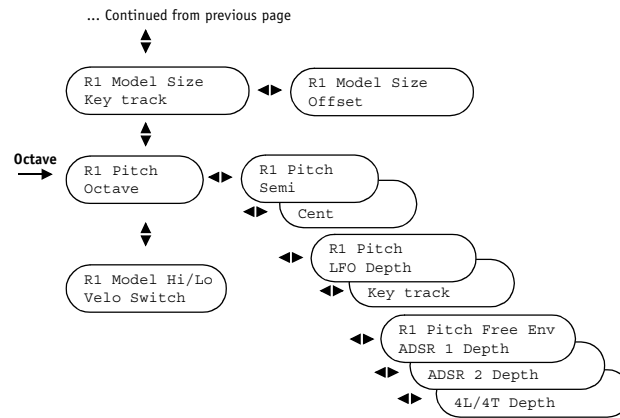 ... Continued from previous page
R1 Model Size
Key track
R1 Model Size
Offset
Octave
R1 Pitch
Octave
R1 Pitch
Semi
Cent
R1 Pitch
LFO Depth
Key track
R1 Model Hi/Lo
Velo Switch
R1 Pitch Free Env
ADSR 1 Depth
ADSR 2 Depth
4L/4T Depth